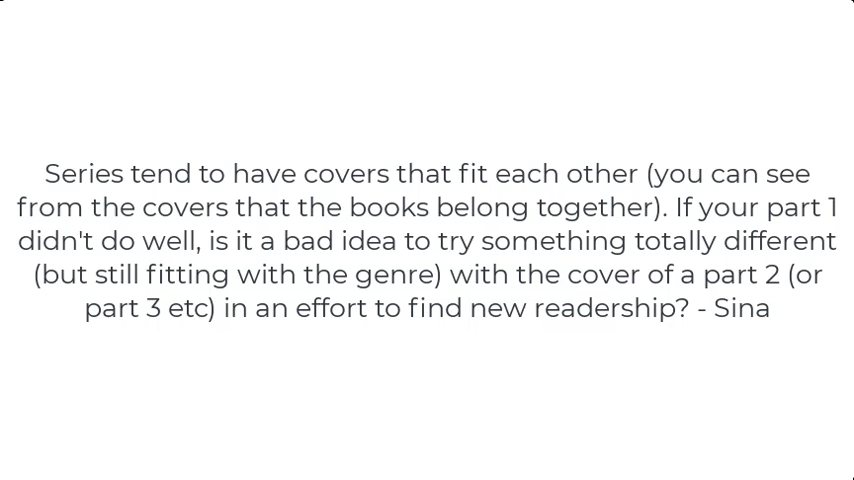 Series tend to have covers that fit each other (you can see
from the covers that the books belong together). If your part 1
didn't do well, is it a bad idea to try something totally different
(but still fitting with the genre) with the cover of a part 2 (or
part 3 etc) in an effort to find new readership? - Sina